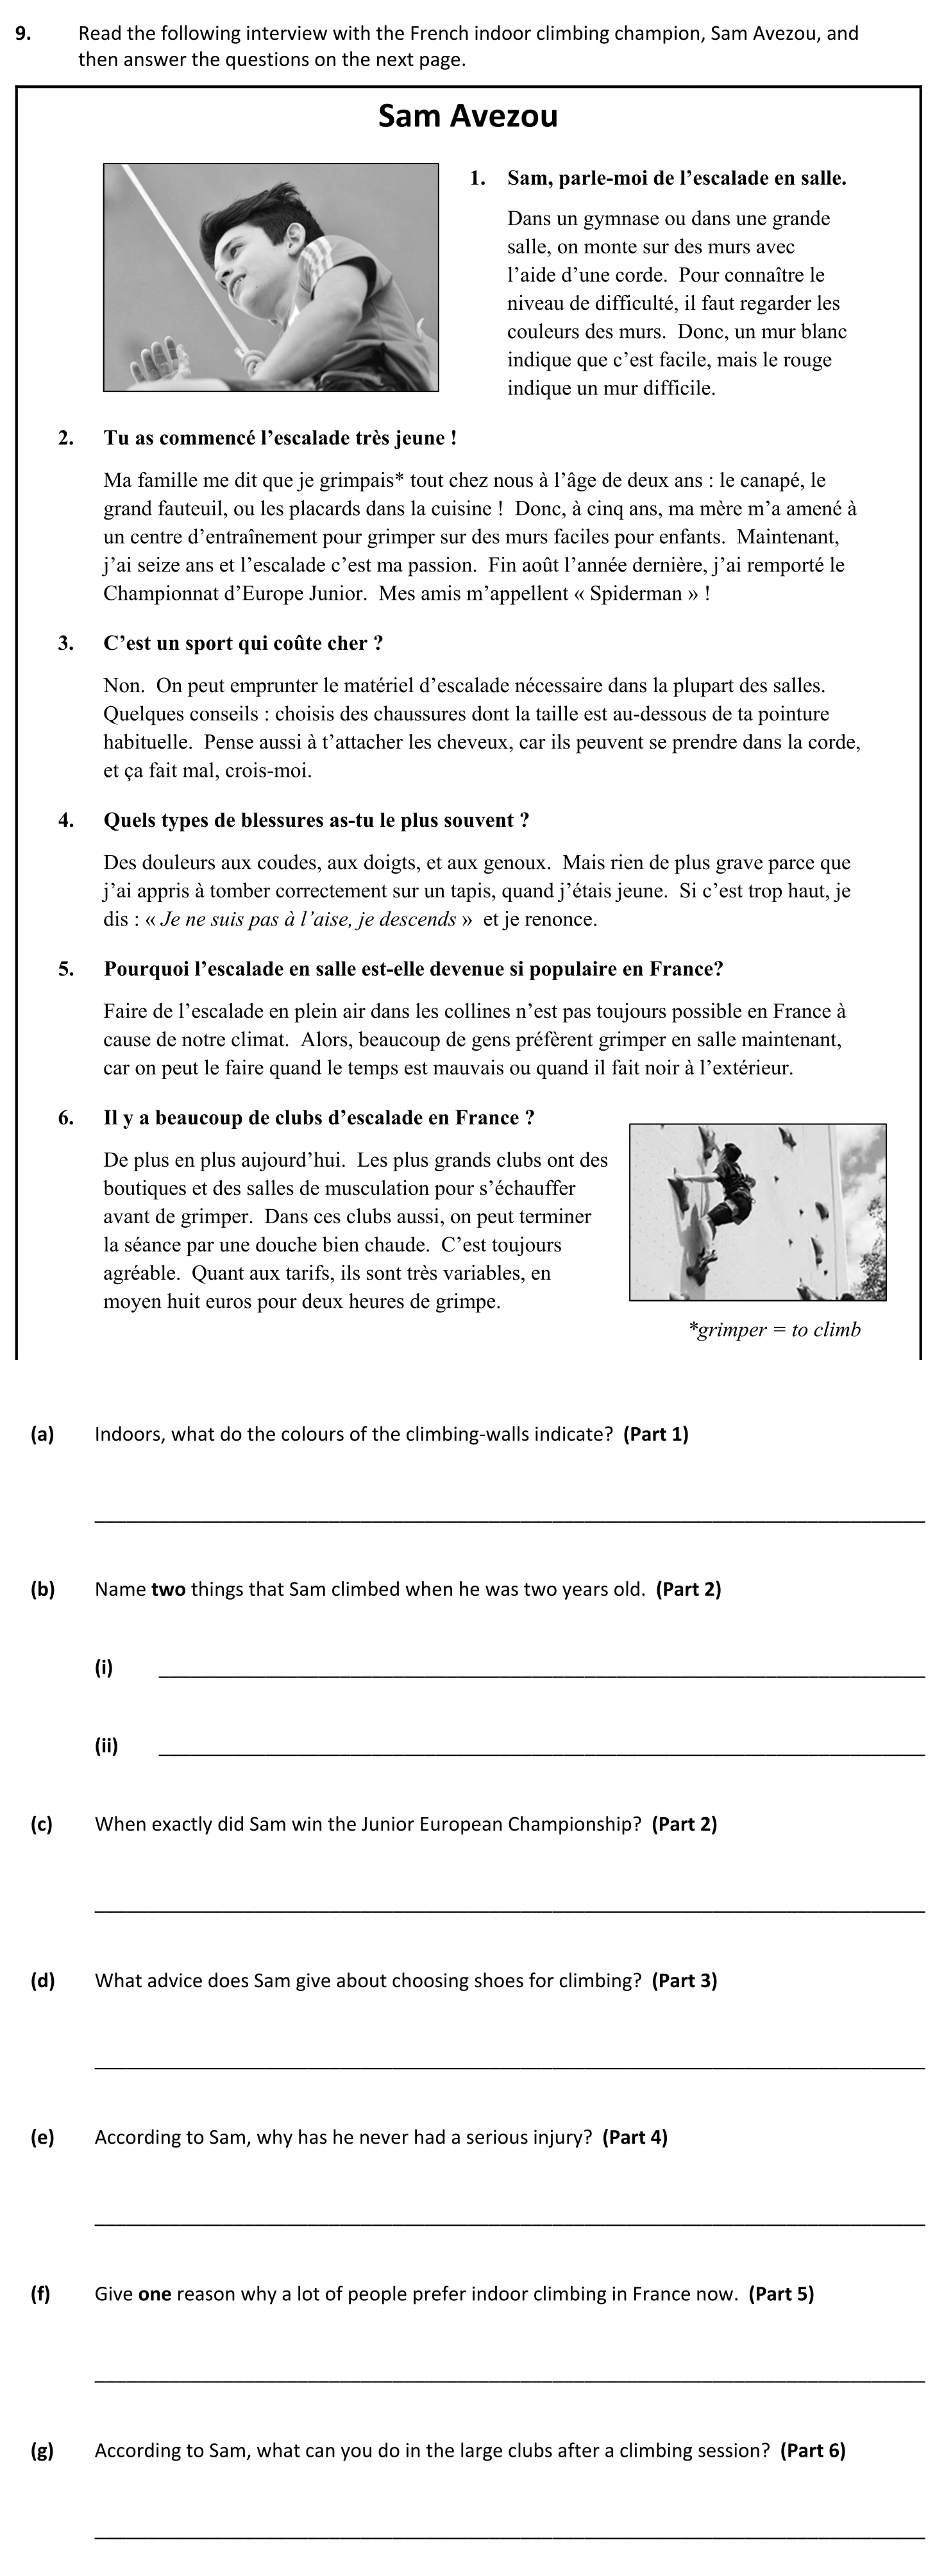 9. Read the following interview with the French indoor climbing champion, Sam Avezou, and
then answer the questions on the next page.
Sam Avezou
1. Sam, parle-moi de l’escalade en salle.
Dans un gymnase ou dans une grande
salle, on monte sur des murs avec
l’aide d’une corde. Pour connaître le
niveau de difficulté, il faut regarder les
couleurs des murs. Donc, un mur blanc
indique que c’est facile, mais le rouge
indique un mur difficile.
2. Tu as commencé l’escalade très jeune !
Ma famille me dit que je grimpais* tout chez nous à l’âge de deux ans : le canapé, le
grand fauteuil, ou les placards dans la cuisine ! Donc, à cinq ans, ma mère m’a amené à
un centre d’entraînement pour grimper sur des murs faciles pour enfants. Maintenant,
j’ai seize ans et l’escalade c’est ma passion. Fin août l’année dernière, j’ai remporté le
Championnat d’Europe Junior. Mes amis m’appellent « Spiderman » !
3. C’est un sport qui coûte cher ?
Non. On peut emprunter le matériel d’escalade nécessaire dans la plupart des salles.
Quelques conseils : choisis des chaussures dont la taille est au-dessous de ta pointure
habituelle. Pense aussi à t’attacher les cheveux, car ils peuvent se prendre dans la corde,
et ça fait mal, crois-moi.
4. Quels types de blessures as-tu le plus souvent ?
Des douleurs aux coudes, aux doigts, et aux genoux. Mais rien de plus grave parce que
j’ai appris à tomber correctement sur un tapis, quand j’étais jeune. Si c’est trop haut, je
dis : « Je ne suis pas à l’aise, je descends » et je renonce.
5. Pourquoi l’escalade en salle est-elle devenue si populaire en France?
Faire de l’escalade en plein air dans les collines n’est pas toujours possible en France à
cause de notre climat. Alors, beaucoup de gens préfèrent grimper en salle maintenant,
car on peut le faire quand le temps est mauvais ou quand il fait noir à l’extérieur.
6. Il y a beaucoup de clubs d’escalade en France ?
De plus en plus aujourd’hui. Les plus grands clubs ont des
boutiques et des salles de musculation pour s’échauffer
avant de grimper. Dans ces clubs aussi, on peut terminer
la séance par une douche bien chaude. C’est toujours
agréable. Quant aux tarifs, ils sont très variables, en
moyen huit euros pour deux heures de grimpe.
*grimper = to climb
(a) Indoors, what do the colours of the climbing-walls indicate? (Part 1)
(b) Name two things that Sam climbed when he was two years old. (Part 2)
(i)
(ii)
(c) When exactly did Sam win the Junior European Championship? (Part 2)
(d) What advice does Sam give about choosing shoes for climbing? (Part 3)
(e) According to Sam, why has he never had a serious injury? (Part 4)
(f) Give one reason why a lot of people prefer indoor climbing in France now. (Part 5)
(g) According to Sam, what can you do in the large clubs after a climbing session? (Part 6)